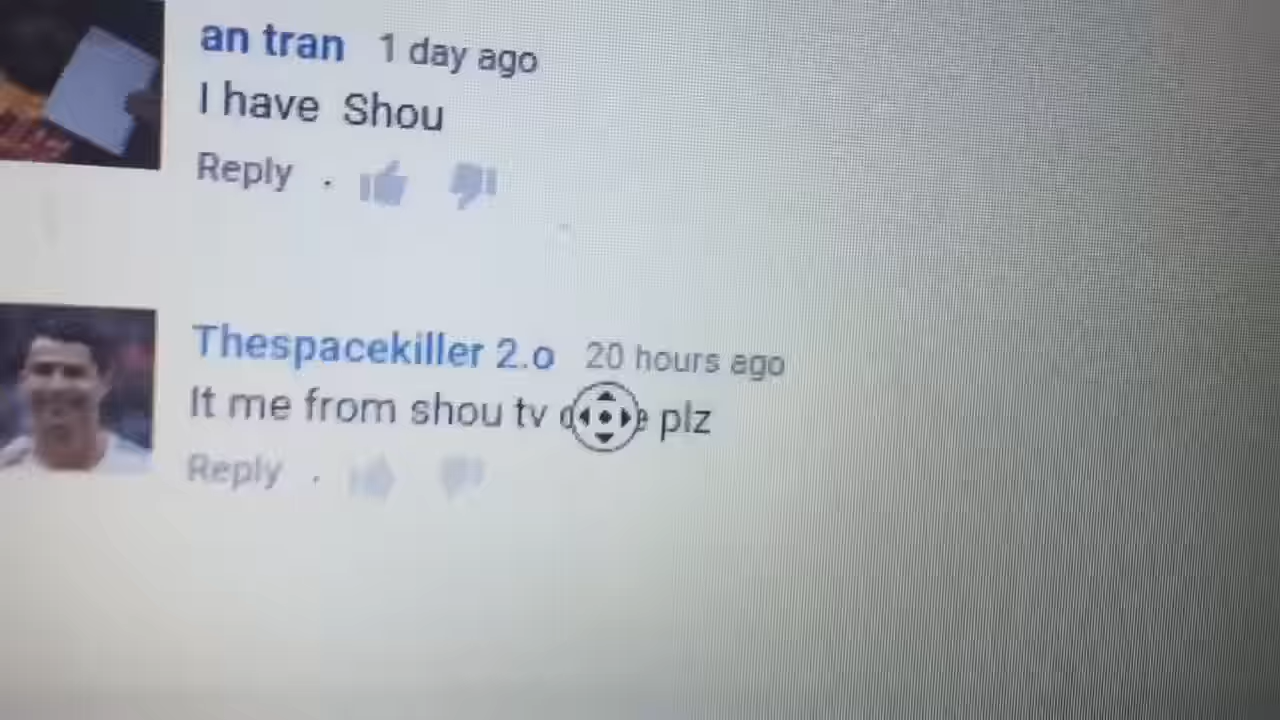 an tran 1 day ago
I have Shou
Reply .
Thespacekiller 2.o 20 hours ago
It me from shou tv plz
Reply .